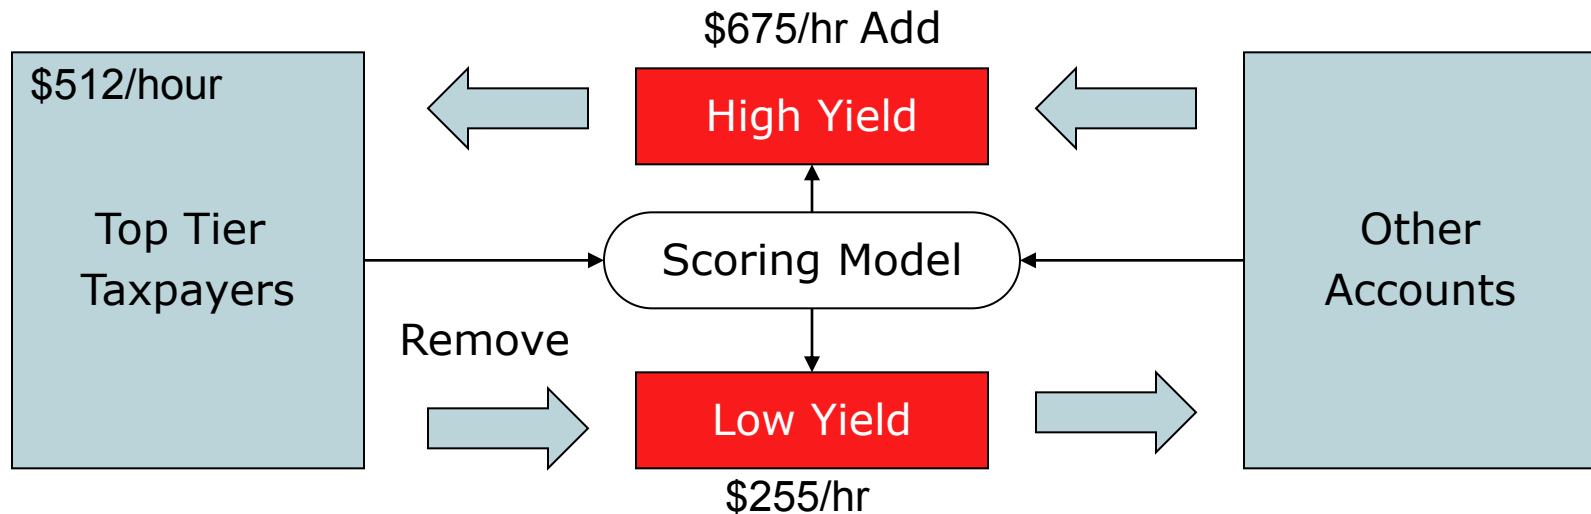 $675/hr Add
$512/hour
High Yield
Top Tier
Taxpayers
Scoring Model
Other
Accounts
Remove
Low Yield
$255/hr